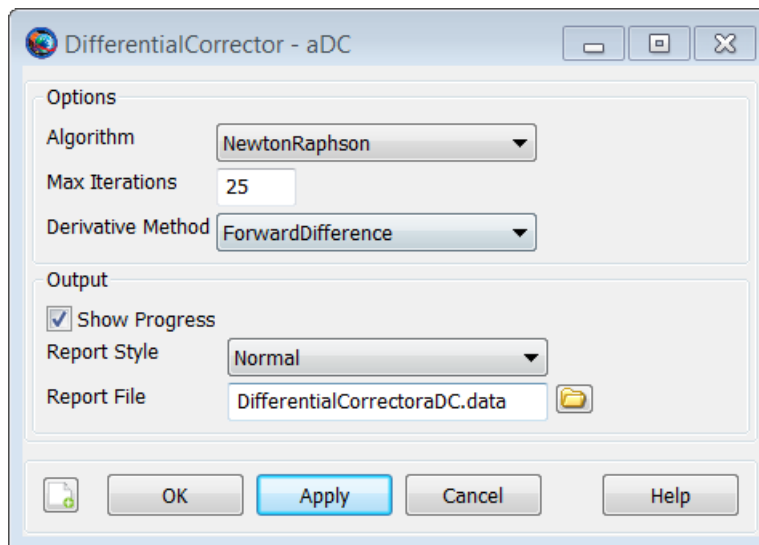 DifferentialCorrector - aDC
Options
Algorithm NewtonRaphson
Max Iterations 25
Derivative Method ForwardDifference
Output
Show Progress
Report Style Normal
Report File DifferentialCorrectoraDC.data
OK Apply Cancel Help